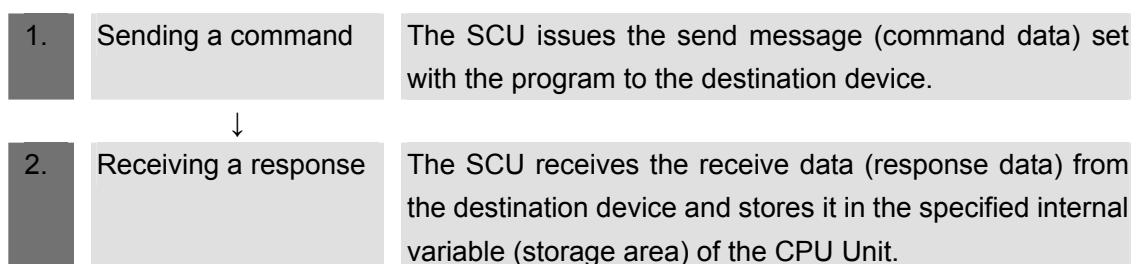 1. Sending a command The SCU issues the send message (command data) set
with the program to the destination device.
↓
2. Receiving a response The SCU receives the receive data (response data) from
the destination device and stores it in the specified internal
variable (storage area) of the CPU Unit.